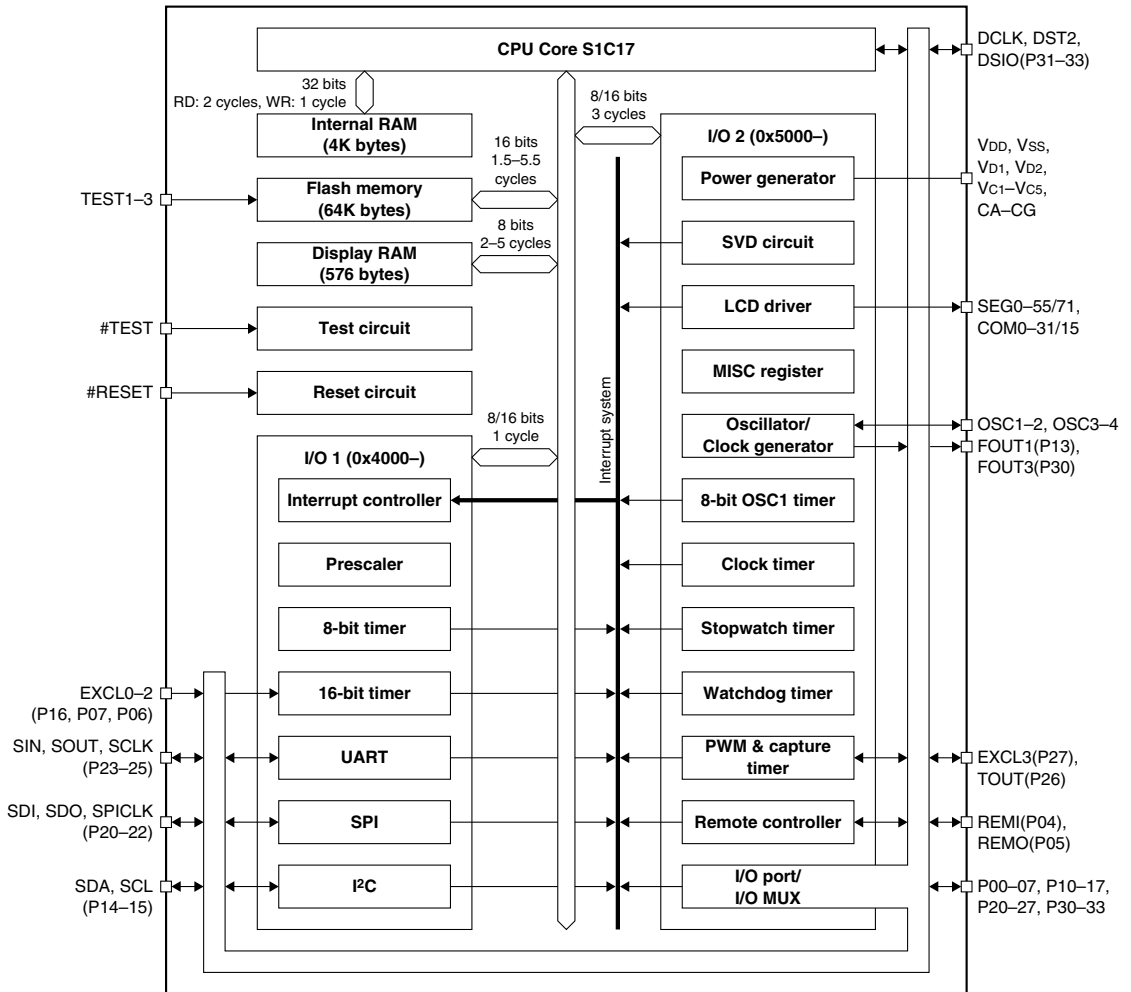 CPU Core S1C17
DCLK, DST2,
DSIO(P31–33)
32 bits
RD: 2 cycles, WR: 1 cycle
8/16 bits
3 cycles
Internal RAM
(4K bytes)
I/O 2 (0x5000–)
16 bits
1.5–5.5
cycles
VDD, VSS,
VD1, VD2,
VC1–VC5,
CA–CG
Power generator
TEST1–3
Flash memory
(64K bytes)
8 bits
2–5 cycles
SVD circuit
Display RAM
(576 bytes)
LCD driver
SEG0–55/71,
COM0–31/15
#TEST
Test circuit
MISC register
#RESET
Reset circuit
Interrupt system
8/16 bits
1 cycle
Oscillator/
Clock generator
OSC1–2, OSC3–4
FOUT1(P13),
FOUT3(P30)
I/O 1 (0x4000–)
Interrupt controller
8-bit OSC1 timer
Prescaler
Clock timer
8-bit timer
Stopwatch timer
EXCL0–2
(P16, P07, P06)
16-bit timer
Watchdog timer
SIN, SOUT, SCLK
(P23–25)
UART
PWM & capture
timer
EXCL3(P27),
TOUT(P26)
SDI, SDO, SPICLK
(P20–22)
SPI
Remote controller
REMI(P04),
REMO(P05)
SDA, SCL
(P14–15)
I2C
I/O port/
I/O MUX
P00–07, P10–17,
P20–27, P30–33